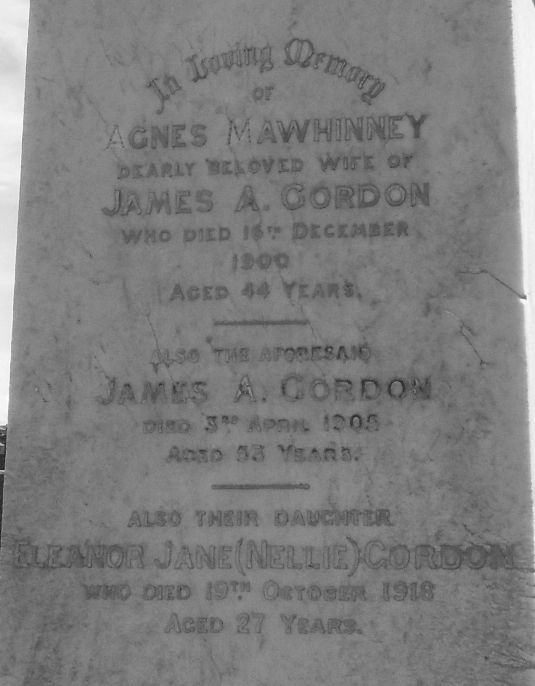 In Loving Memory
OF
AGNES MAWHINNEY
DEARLY BELOVED WIFE OF
JAMES A. GORDON
WHO DIED 16TH DECEMBER
1900
AGED 44 YEARS.
ALSO THE AFORESAID
JAMES A. GORDON
DIED 3RD APRIL 1905
AGED 53 YEARS.
ALSO THEIR DAUGHTER
ELEANOR JANE (NELLIE) GORDON
WHO DIED 19TH OCTOBER 1918
AGED 27 YEARS.